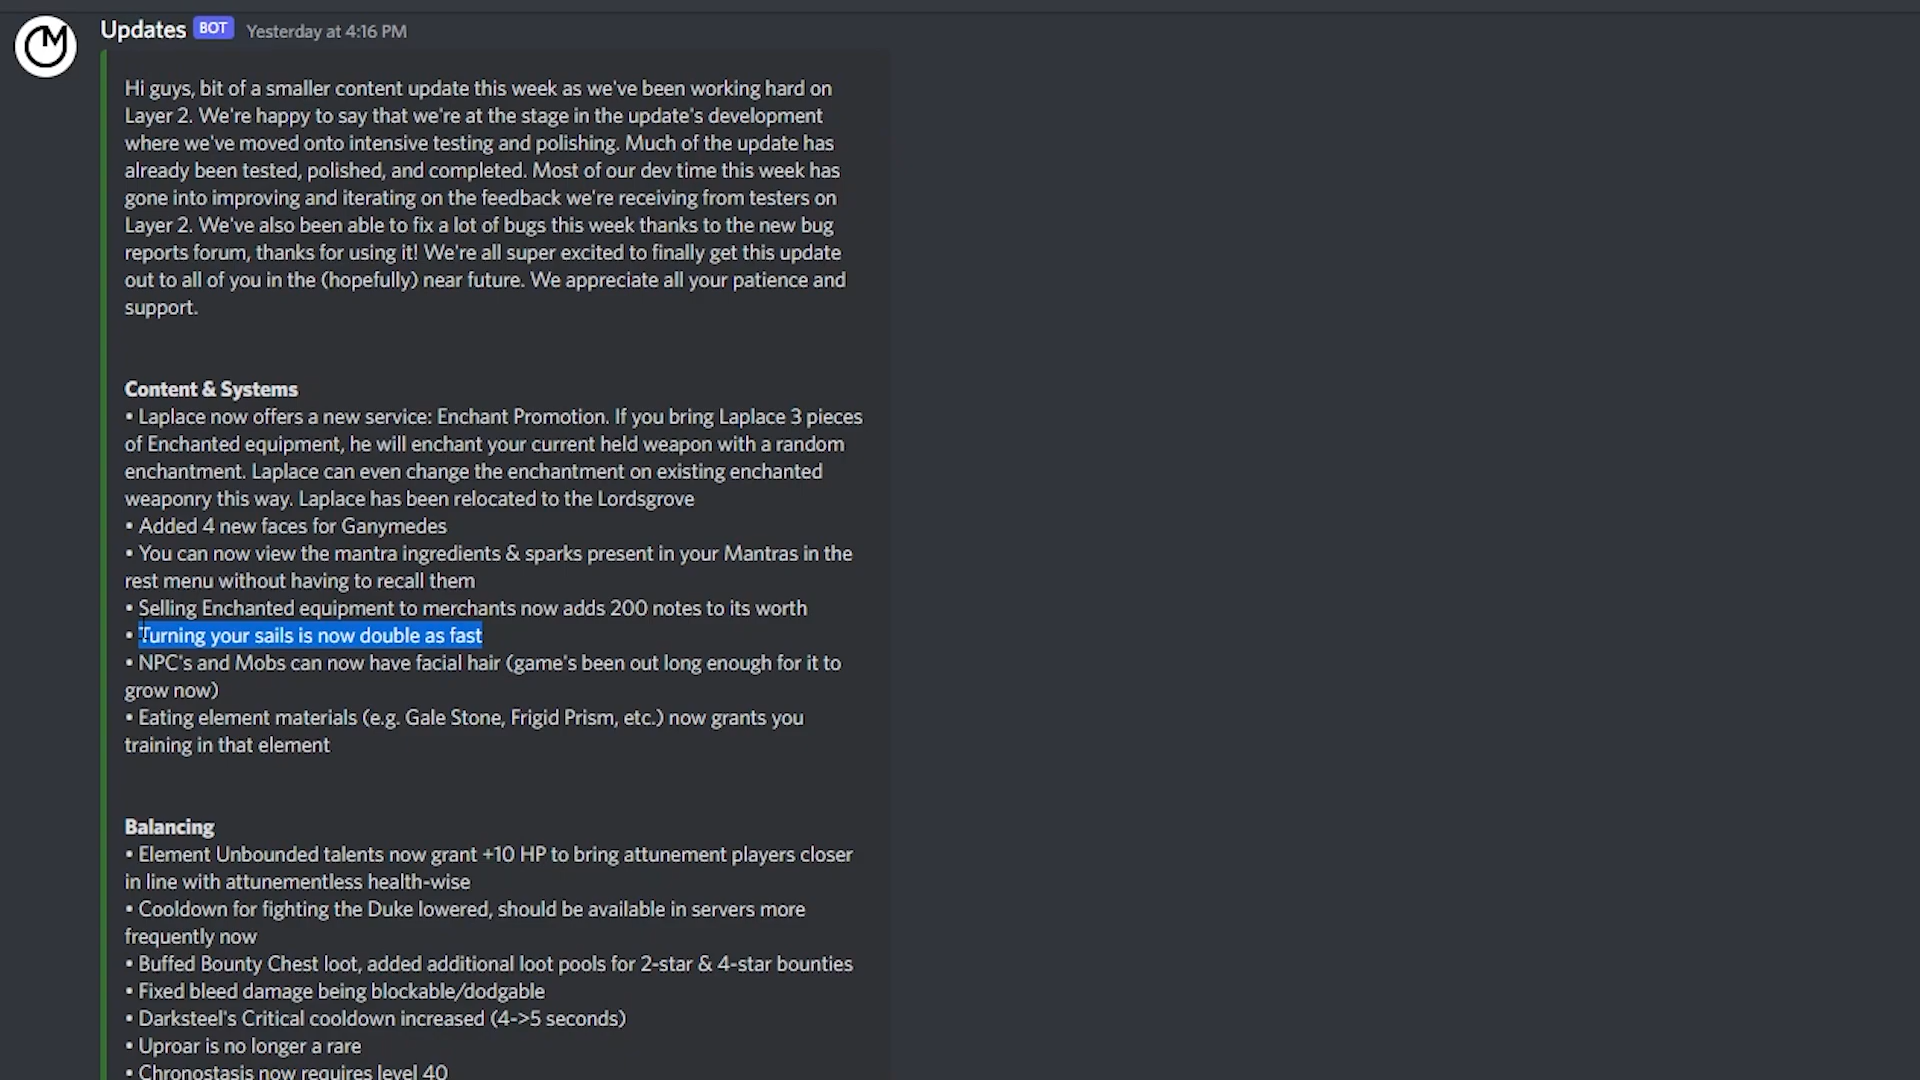 Updates BOT Yesterday at 4:16 PM
Hi guys, bit of a smaller content update this week as we've been working hard on
Layer 2. We're happy to say that we're at the stage in the update's development
where we've moved onto intensive testing and polishing. Much of the update has
already been tested, polished, and completed. Most of our dev time this week has
gone into improving and iterating on the feedback we're receiving from testers on
Layer 2. We've also been able to fix a lot of bugs this week thanks to the new bug
reports forum, thanks for using it! We're all super excited to finally get this update
out to all of you in the (hopefully) near future. We appreciate all your patience and
support.
Content & Systems
• Laplace now offers a new service: Enchant Promotion. If you bring Laplace 3 pieces
of Enchanted equipment, he will enchant your current held weapon with a random
enchantment. Laplace can even change the enchantment on existing enchanted
weaponry this way. Laplace has been relocated to the Lordsgrove
• Added 4 new faces for Ganymedes
• You can now view the mantra ingredients & sparks present in your Mantras in the
rest menu without having to recall them
• Selling Enchanted equipment to merchants now adds 200 notes to its worth
• Turning your sails is now double as fast
• NPC's and Mobs can now have facial hair (game's been out long enough for it to
grow now)
• Eating element materials (e.g. Gale Stone, Frigid Prism, etc.) now grants you
training in that element
Balancing
• Element Unbounded talents now grant +10 HP to bring attunement players closer
in line with attunementless health-wise
• Cooldown for fighting the Duke lowered, should be available in servers more
frequently now
• Buffed Bounty Chest loot, added additional loot pools for 2-star & 4-star bounties
• Fixed bleed damage being blockable/dodgable
• Darksteel's Critical cooldown increased (4->5 seconds)
• Uproar is no longer a rare
• Chronostasis now requires level 40